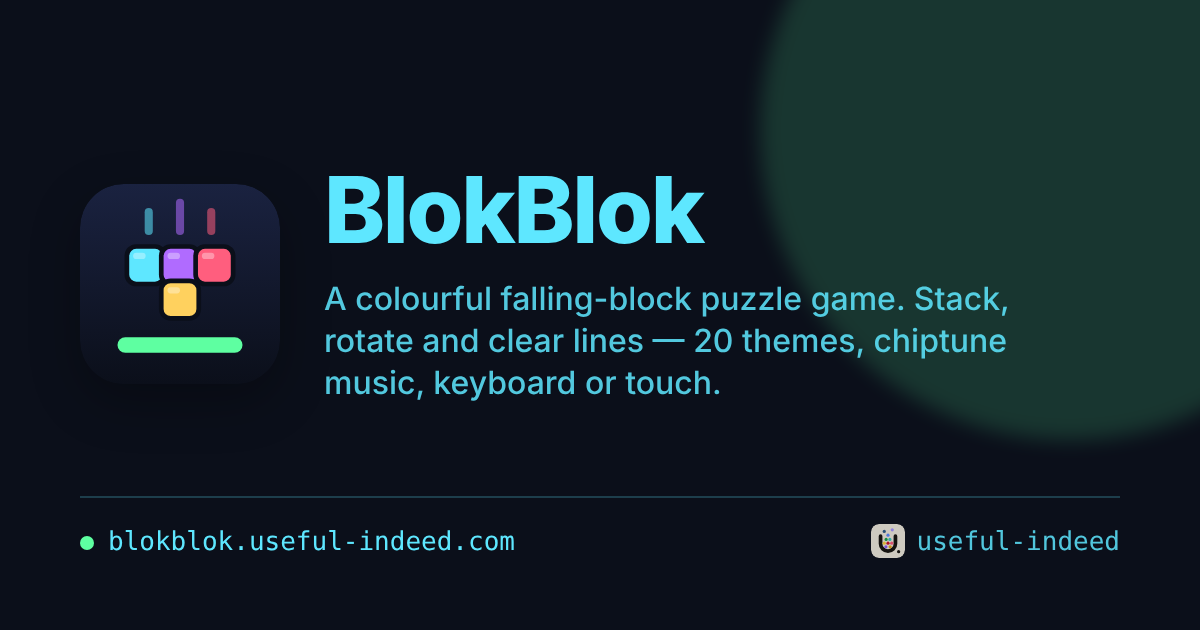 BlokBlok
A colourful falling-block puzzle game. Stack,
rotate and clear lines — 20 themes, chiptune
music, keyboard or touch.
blokblok.useful-indeed.com
useful-indeed